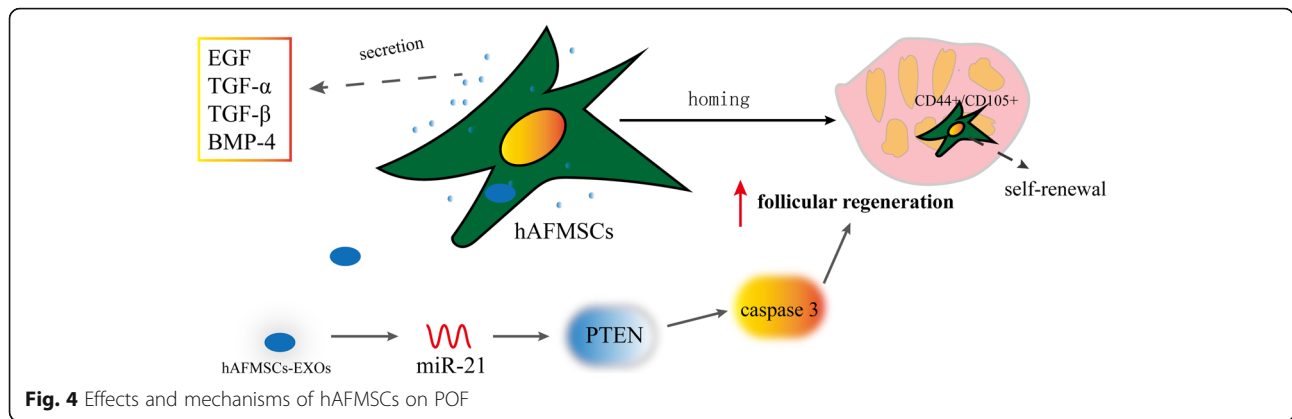 EGF
TGF-α
TGF-β
BMP-4
secretion
homing
CD44+/CD105+
self-renewal
hAFMSCs
follicular regeneration
hAFMSCs-EXOs
miR-21
PTEN
caspase 3
Fig. 4 Effects and mechanisms of hAFMSCs on POF